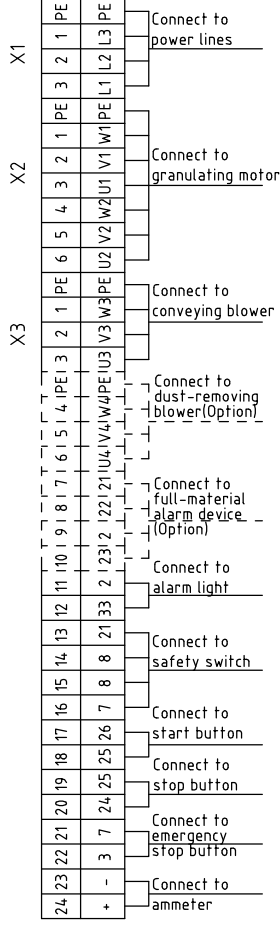 PE PE
Connect to
1 L3
power lines
X1
2 L2
3 L1
PE PE
1 W1
Connect to
2 V1
X2
granulating motor
3 U1
4 W2
5 V2
6 U2
PE PE
Connect to
1 W3
conveying blower
X3
2 V3
3 U3
PE PE
Connect to
dust-removing
4 W4
blower(Option)
5 V4
6 U4
7 21
Connect to
full-material
8 22
alarm device
(Option)
9 2
10 23
Connect to
11 2
alarm light
12 33
13 21
Connect to
14 8
safety switch
15 8
16 7
Connect to
17 26
start button
18 25
Connect to
19 25
stop button
20 24
Connect to
21 7
emergency
22 3
stop button
23 -
Connect to
24 +
ammeter